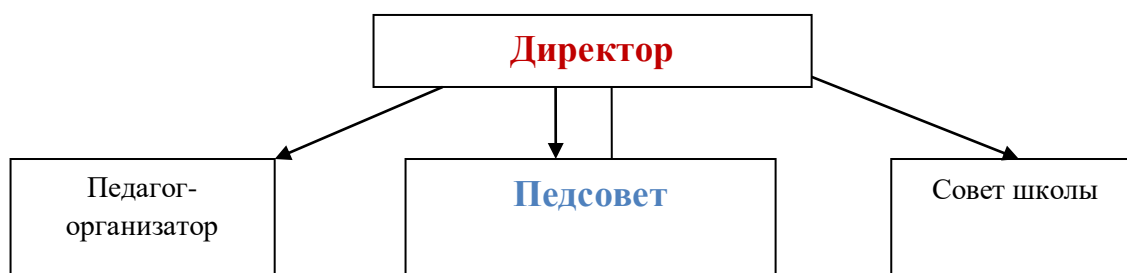 Директор
Педагог-
организатор
Педсовет
Совет школы